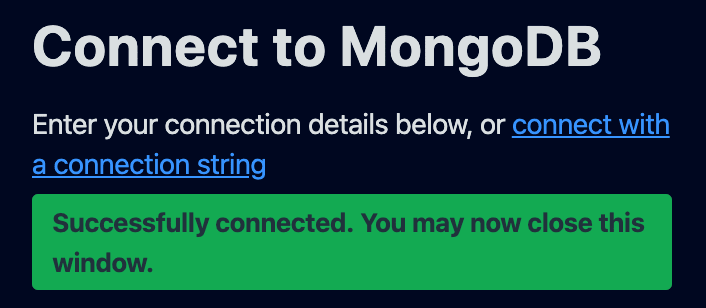 Connect to MongoDB
Enter your connection details below, or connect with
a connection string
Successfully connected. You may now close this
window.